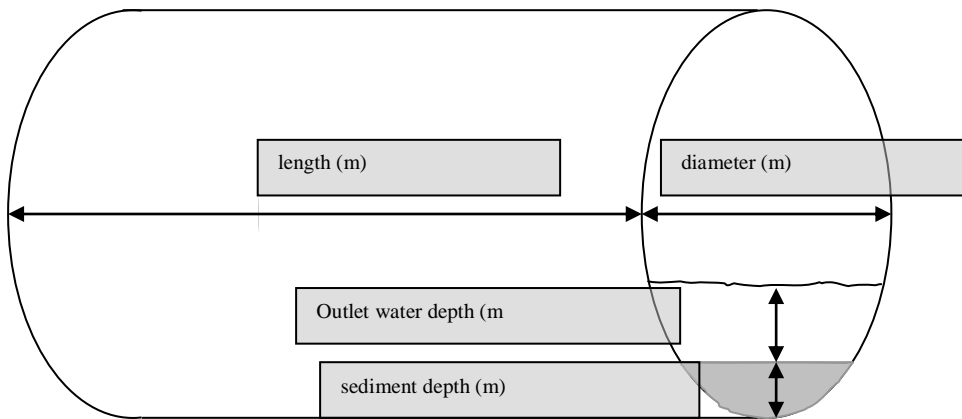 length (m)
diameter (m)
Outlet water depth (m
sediment depth (m)